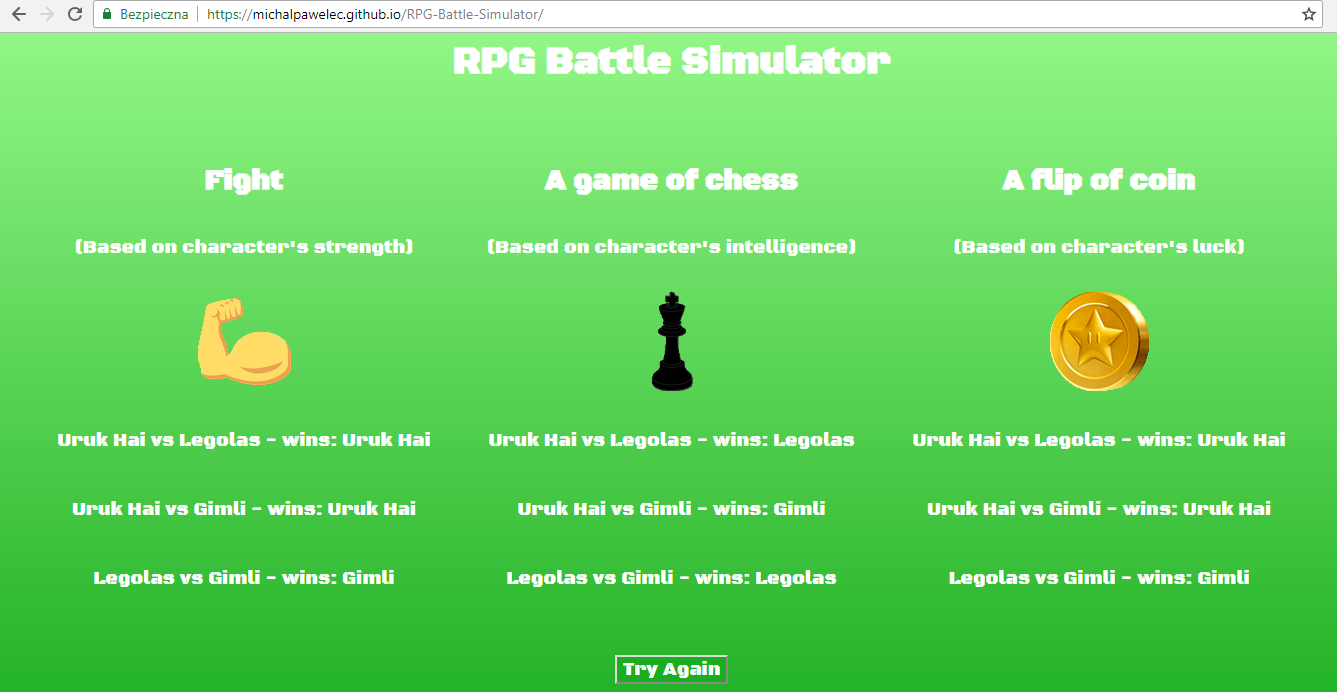 Bezpieczna
https://michalpawelec.github.io/RPG-Battle-Simulator/
RPG Battle Simulator
Fight
A game of chess
A flip of coin
(Based on character's strength)
(Based on character's intelligence)
(Based on character's luck)
Uruk Hai vs Legolas - wins: Uruk Hai
Uruk Hai vs Legolas - wins: Legolas
Uruk Hai vs Legolas - wins: Uruk Hai
Uruk Hai vs Gimli - wins: Uruk Hai
Uruk Hai vs Gimli - wins: Gimli
Uruk Hai vs Gimli - wins: Uruk Hai
Legolas vs Gimli - wins: Gimli
Legolas vs Gimli - wins: Legolas
Legolas vs Gimli - wins: Gimli
Try Again